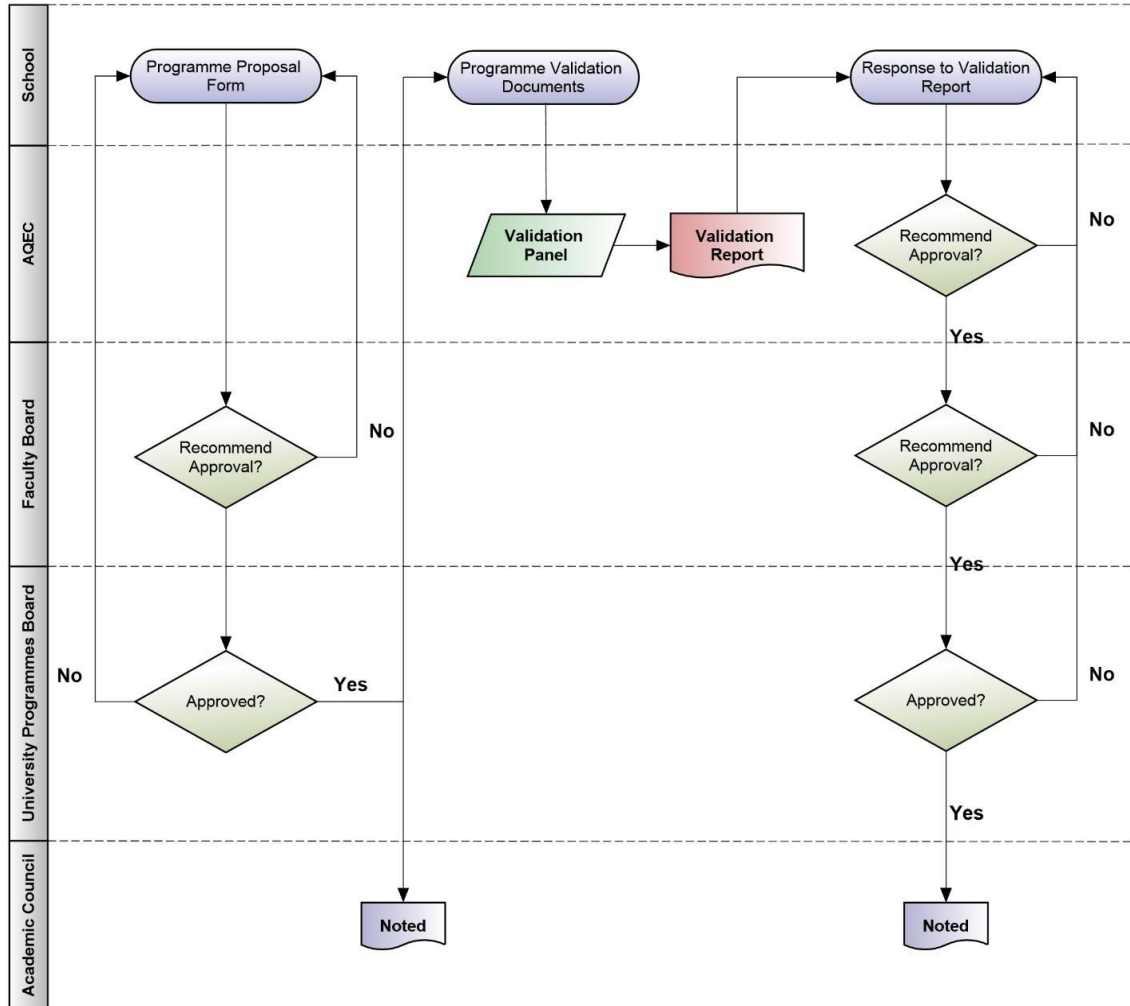 School
Programme Proposal
Form
Programme Validation
Documents
Response to Validation
Report
AQEC
Validation
Panel
Validation
Report
Recommend
Approval?
No
Yes
Faculty Board
Recommend
Approval?
No
Recommend
Approval?
No
Yes
University Programmes Board
No
Approved?
Yes
Approved?
No
Yes
Academic Council
Noted
Noted